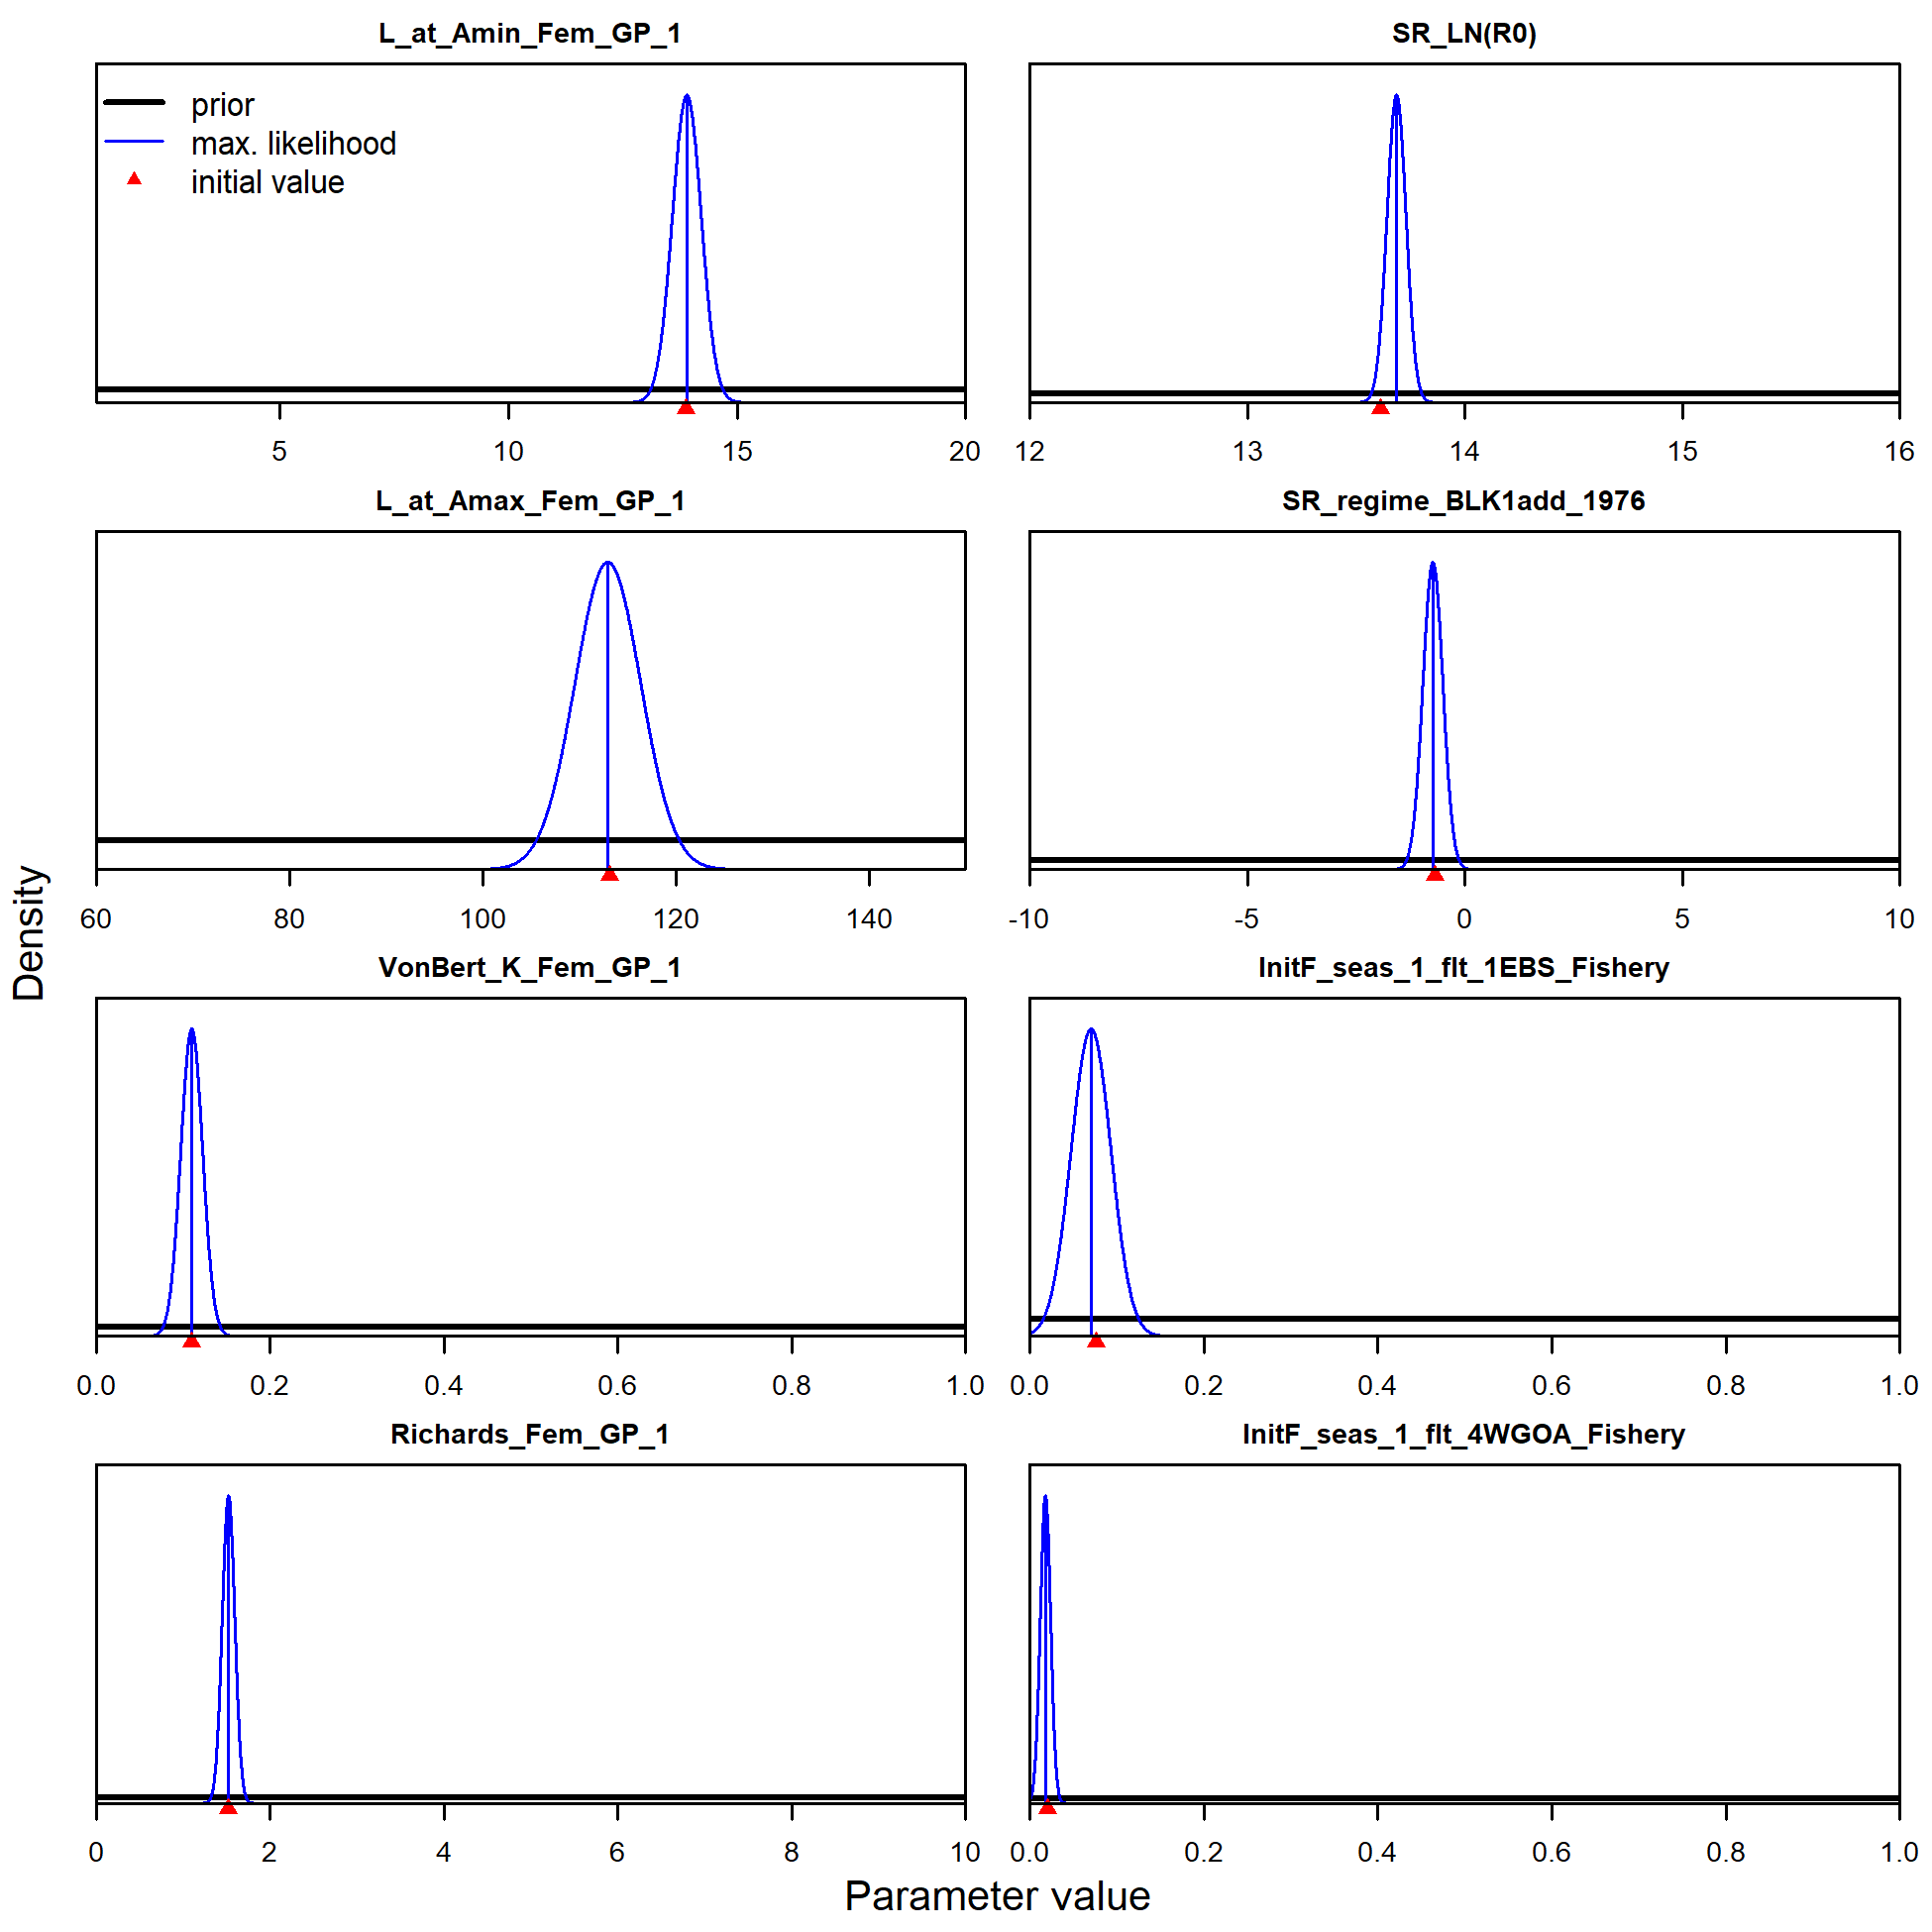 L_at_Amin_Fem_GP_1
prior
max. likelihood
initial value
5 10 15 20
SR_LN(R0)
12 13 14 15 16
L_at_Amax_Fem_GP_1
60 80 100 120 140
SR_regime_BLK1add_1976
-10 -5 0 5 10
VonBert_K_Fem_GP_1
0.0 0.2 0.4 0.6 0.8 1.0
InitF_seas_1_flt_1EBS_Fishery
0.0 0.2 0.4 0.6 0.8 1.0
Richards_Fem_GP_1
0 2 4 6 8 10
InitF_seas_1_flt_4WGOA_Fishery
0.0 0.2 0.4 0.6 0.8 1.0
Density
Parameter value